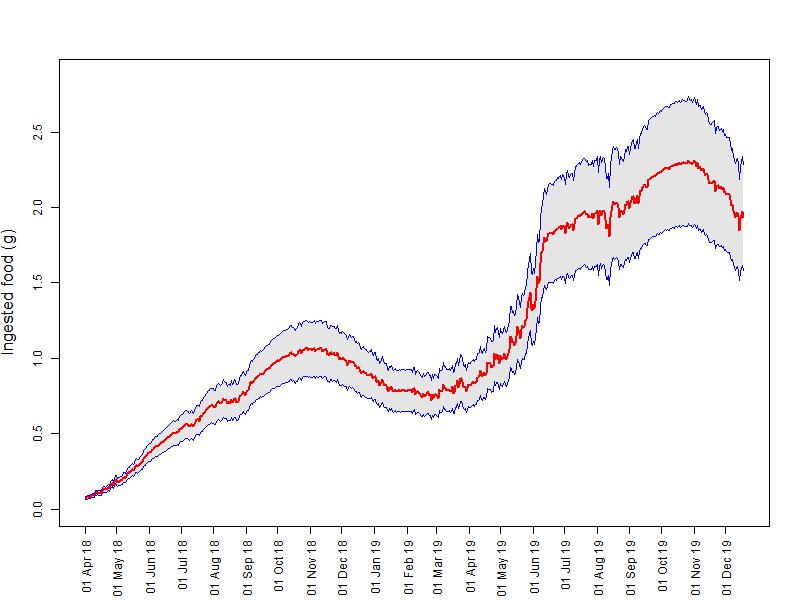 Ingested food (g)
2.5
2.0
1.5
1.0
0.5
0.0
01 Apr 18
01 May 18
01 Jun 18
01 Jul 18
01 Aug 18
01 Sep 18
01 Oct 18
01 Nov 18
01 Dec 18
01 Jan 19
01 Feb 19
01 Mar 19
01 Apr 19
01 May 19
01 Jun 19
01 Jul 19
01 Aug 19
01 Sep 19
01 Oct 19
01 Nov 19
01 Dec 19